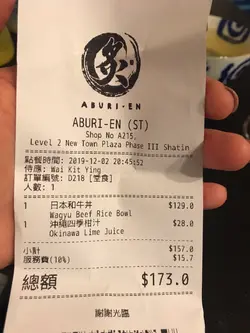 炙
ABURI-EN
ABURI-EN (ST)
Shop No A215,
Level 2 New Town Plaza Phase III Shatin
點餐時間: 2019-12-02 20:45:52
侍應: Wai Kit Ying
訂單編號: D218 [堂食]
人數: 1
1 日本和牛丼 $129.0
Wagyu Beef Rice Bowl
1 沖繩四季柑汁 $28.0
Okinawa Lime Juice
小計 $157.0
服務費(10%) $15.7
總額 $173.0
謝謝光臨